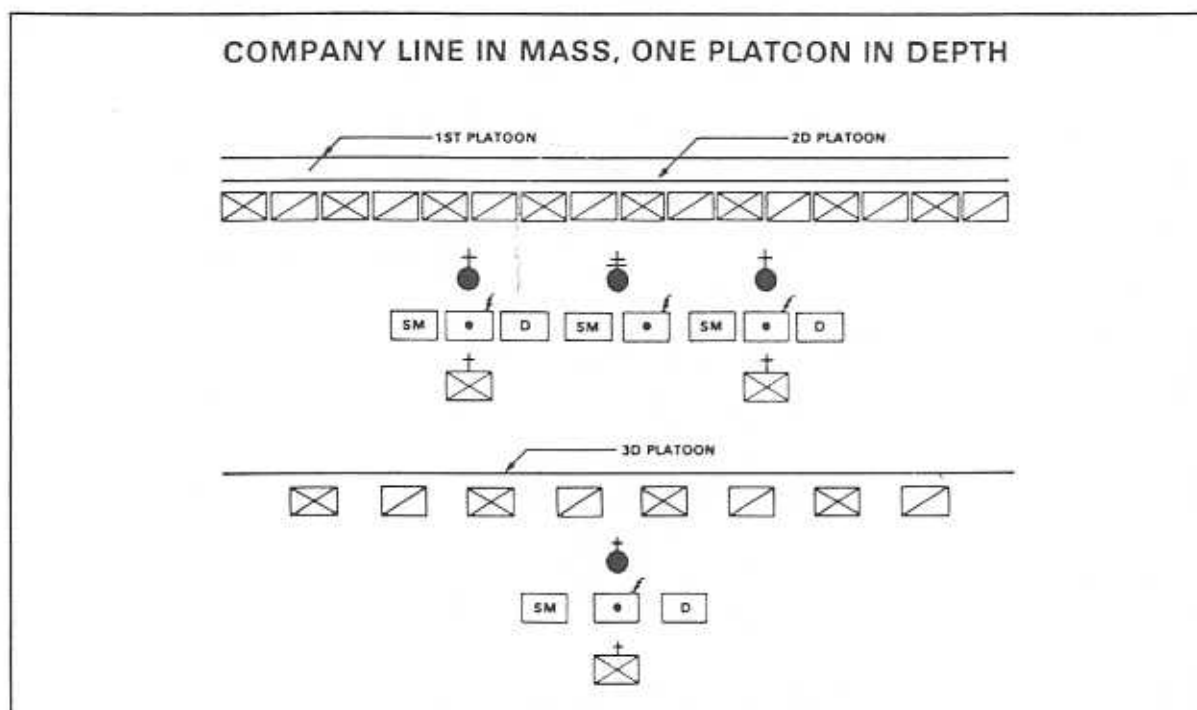 COMPANY LINE IN MASS, ONE PLATOON IN DEPTH
1ST PLATOON 2D PLATOON
SM D SM SM D
3D PLATOON
SM D